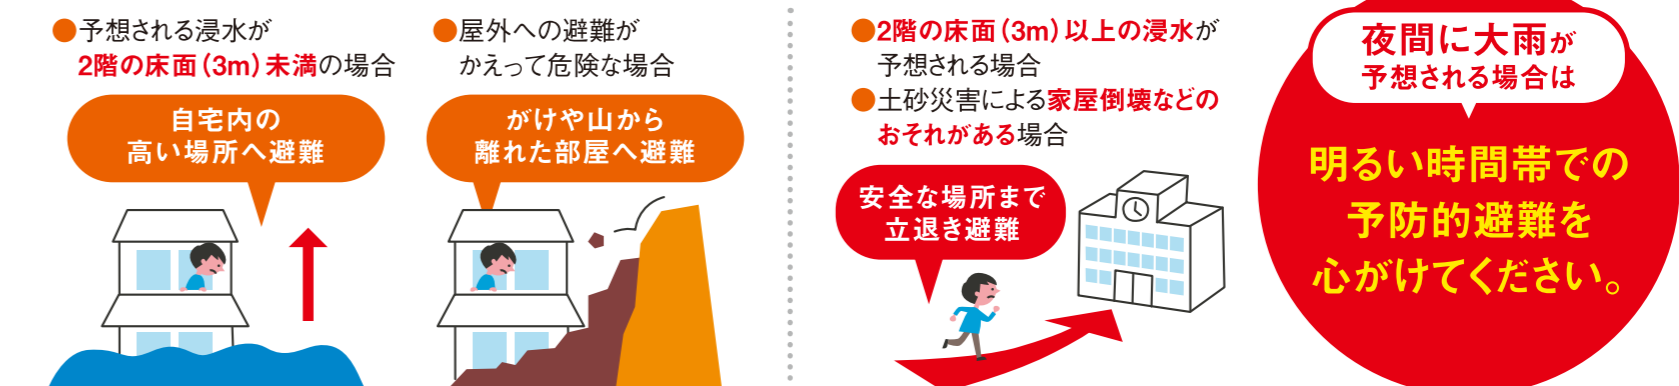 ●予想される浸水が
2階の床面（3m）未満の場合
自宅内の
高い場所へ避難
●屋外への避難が
かえって危険な場合
がけや山から
離れた部屋へ避難
●2階の床面（3m）以上の浸水が
予想される場合
●土砂災害による家屋倒壊などの
おそれがある場合
安全な場所まで
立退き避難
夜間に大雨が
予想される場合は
明るい時間帯での
予防的避難を
心がけてください。